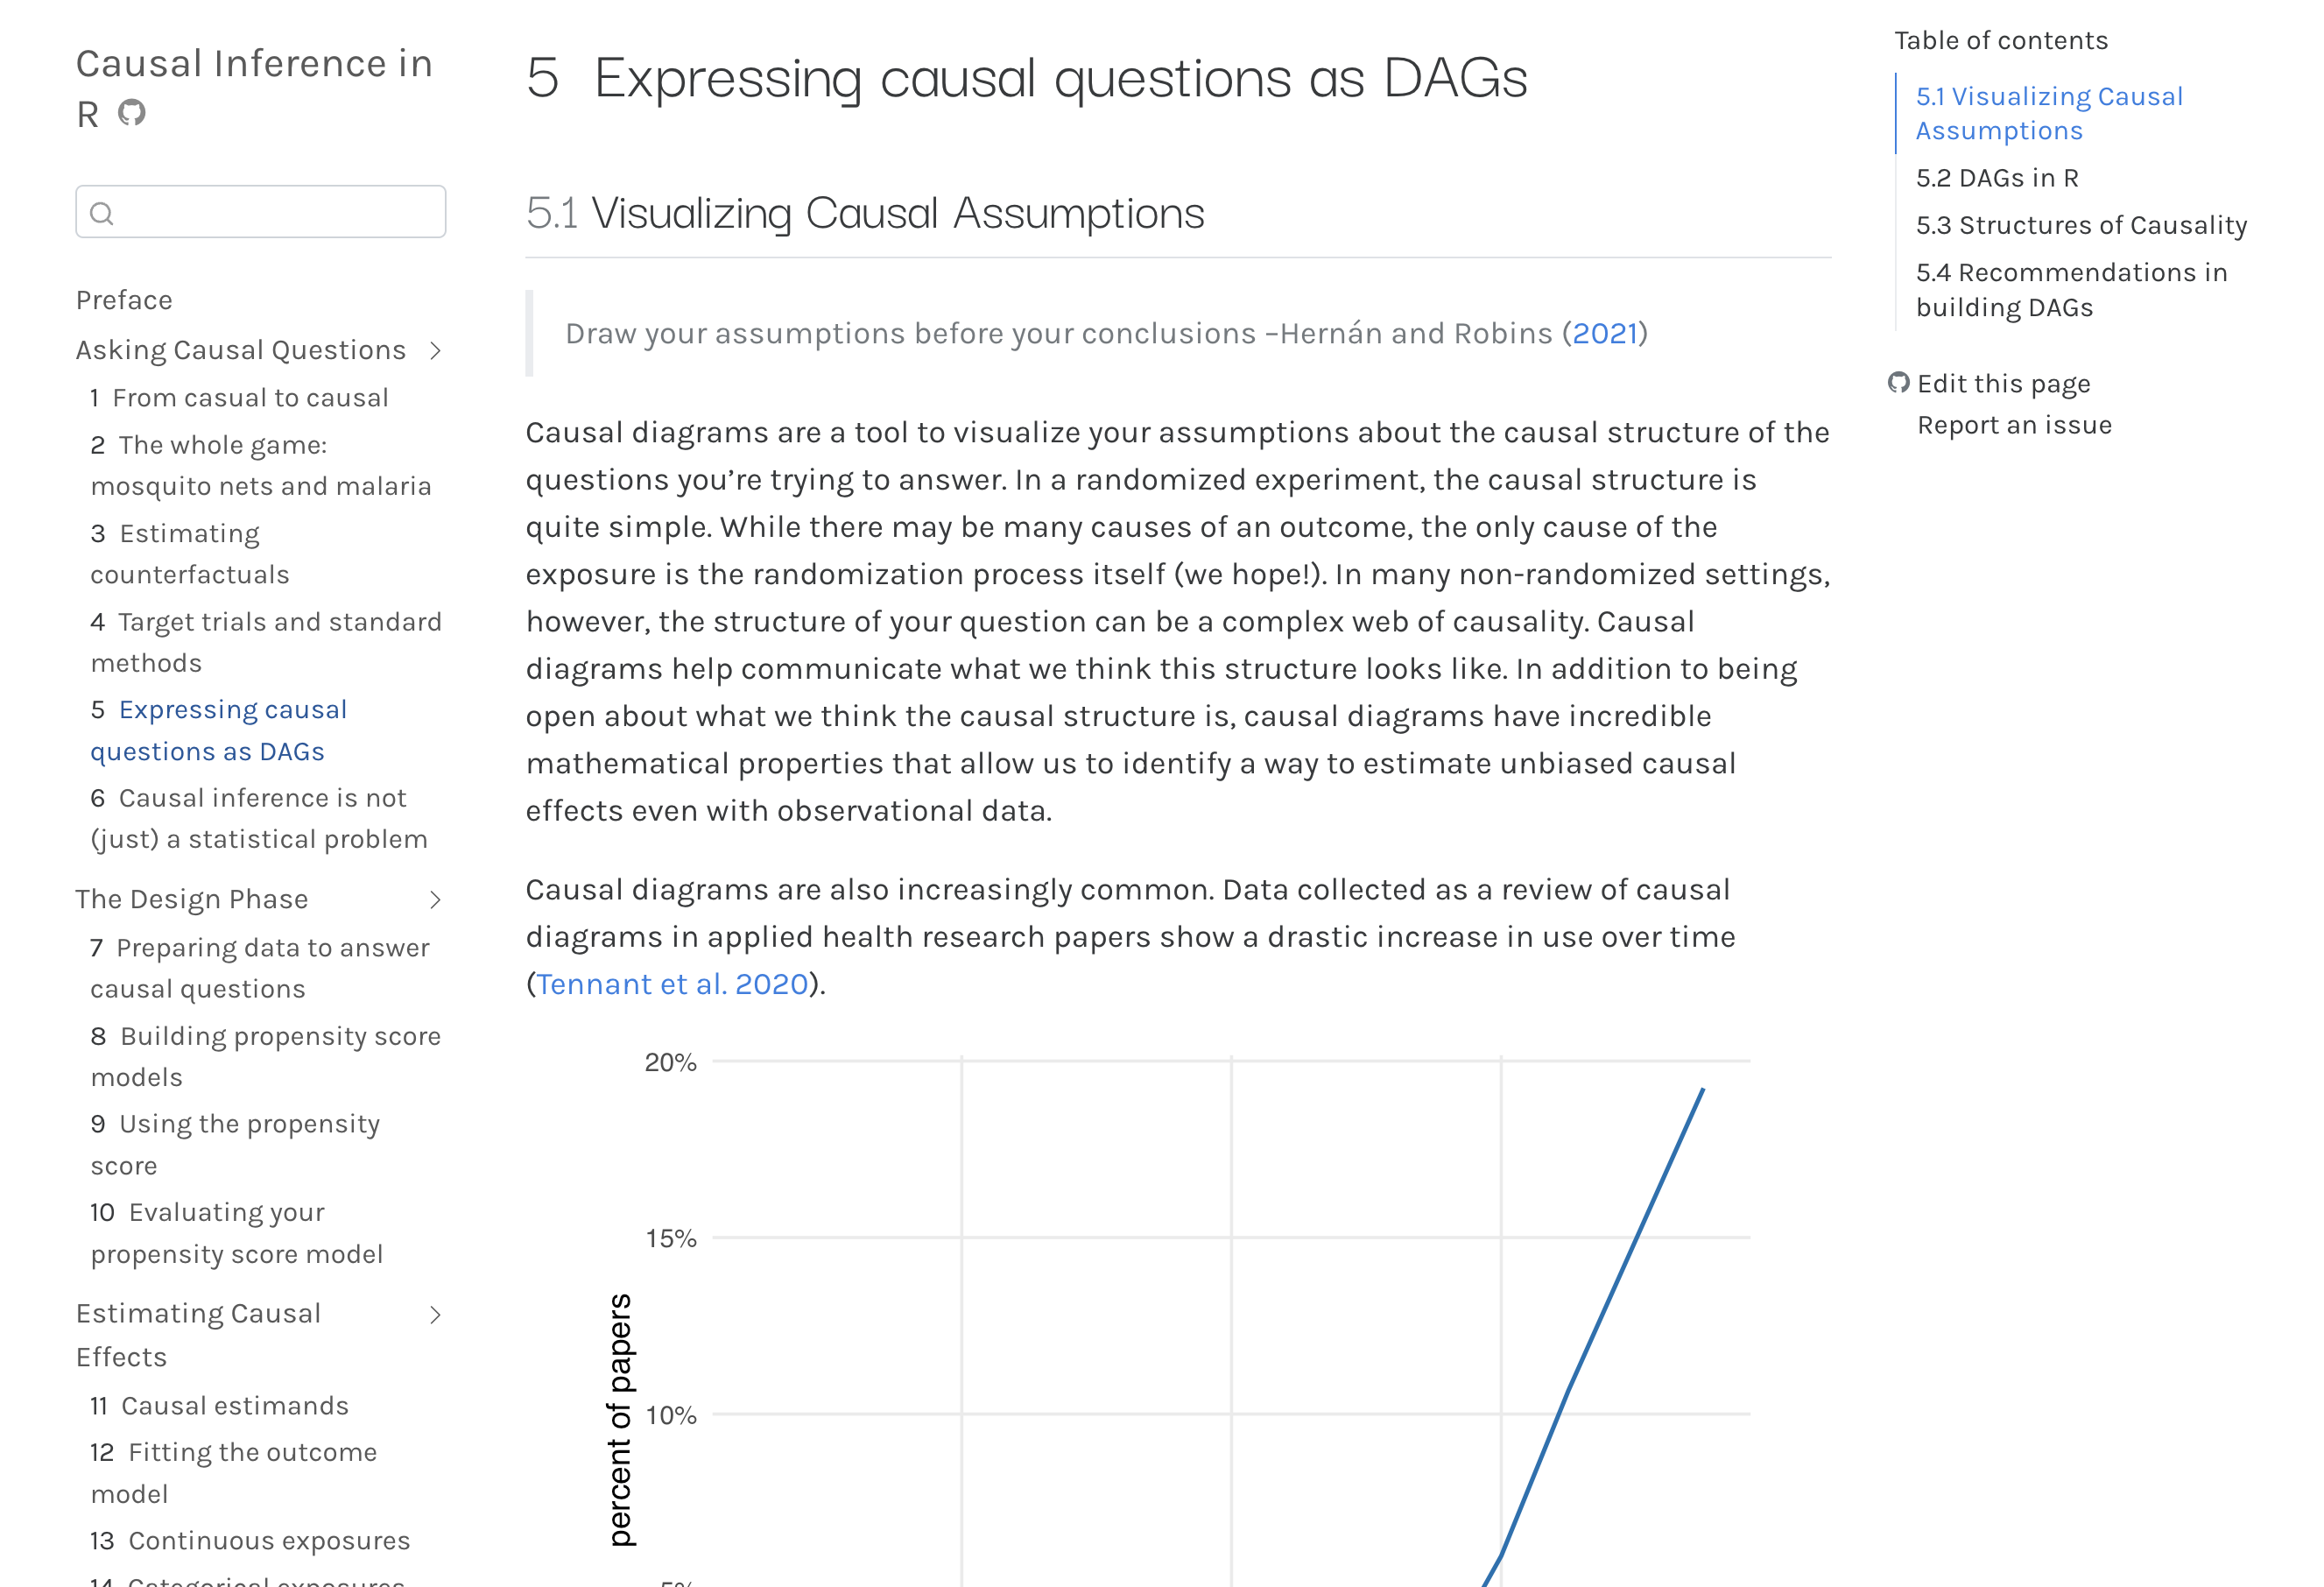 Causal Inference in
R
Preface
Asking Causal Questions
1 From casual to causal
2 The whole game:
mosquito nets and malaria
3 Estimating
counterfactuals
4 Target trials and standard
methods
5 Expressing causal
questions as DAGs
6 Causal inference is not
(just) a statistical problem
The Design Phase
7 Preparing data to answer
causal questions
8 Building propensity score
models
9 Using the propensity
score
10 Evaluating your
propensity score model
Estimating Causal
Effects
11 Causal estimands
12 Fitting the outcome
model
13 Continuous exposures
14 Categorical exposures
5 Expressing causal questions as DAGs
5.1 Visualizing Causal Assumptions
Draw your assumptions before your conclusions –Hernán and Robins (2021)
Causal diagrams are a tool to visualize your assumptions about the causal structure of the
questions you’re trying to answer. In a randomized experiment, the causal structure is
quite simple. While there may be many causes of an outcome, the only cause of the
exposure is the randomization process itself (we hope!). In many non-randomized settings,
however, the structure of your question can be a complex web of causality. Causal
diagrams help communicate what we think this structure looks like. In addition to being
open about what we think the causal structure is, causal diagrams have incredible
mathematical properties that allow us to identify a way to estimate unbiased causal
effects even with observational data.
Causal diagrams are also increasingly common. Data collected as a review of causal
diagrams in applied health research papers show a drastic increase in use over time
(Tennant et al. 2020).
20%
15%
10%
5%
percent of papers
Table of contents
5.1 Visualizing Causal
Assumptions
5.2 DAGs in R
5.3 Structures of Causality
5.4 Recommendations in
building DAGs
Edit this page
Report an issue